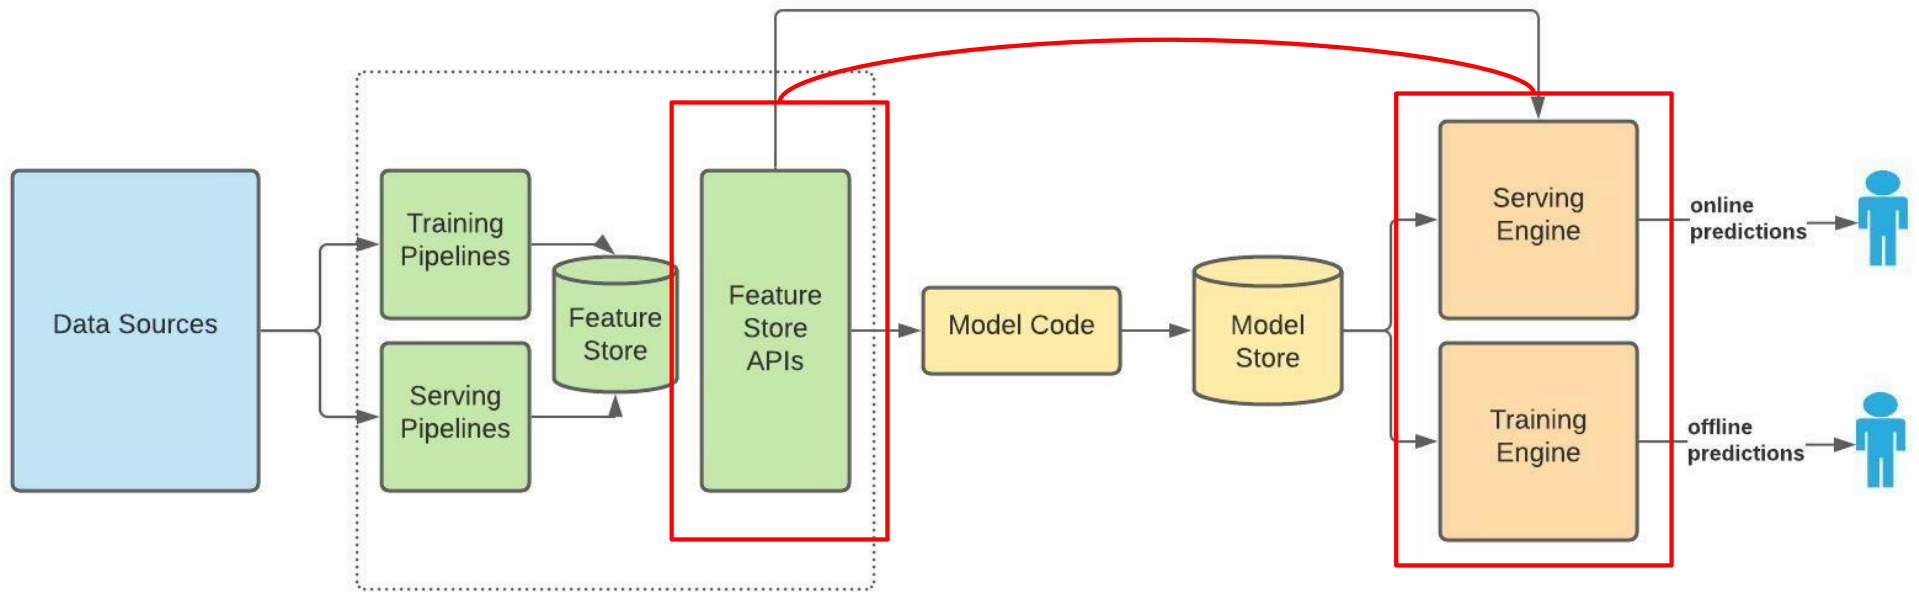 Data Sources
Training
Pipelines
Serving
Pipelines
Feature
Store
Feature
Store
APIs
Model Code
Model
Store
Serving
Engine
Training
Engine
online
predictions
offline
predictions